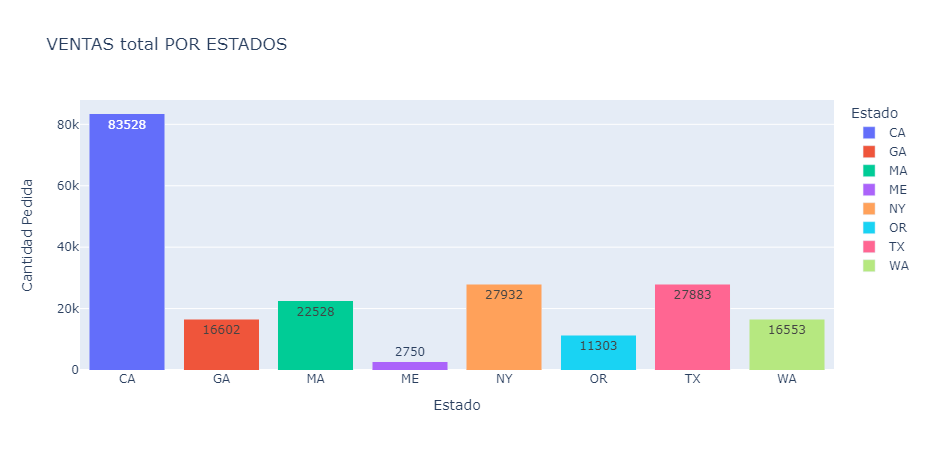 VENTAS total POR ESTADOS
Estado
CA
GA
MA
ME
NY
OR
TX
WA
Cantidad Pedida
80k
60k
40k
20k
0
83528
16602
22528
2750
27932
11303
27883
16553
CA GA MA ME NY OR TX WA
Estado